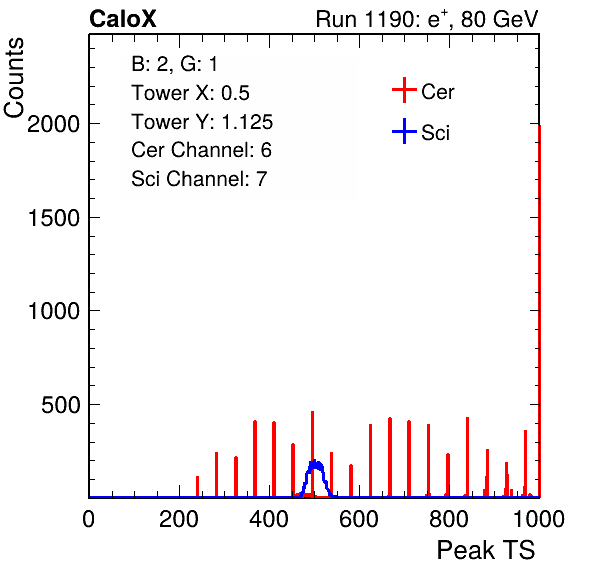 CaloX
Run 1190: e+, 80 GeV
Counts
B: 2, G: 1
Tower X: 0.5
Tower Y: 1.125
Cer Channel: 6
Sci Channel: 7
Cer
Sci
2000
1500
1000
500
0 200 400 600 800 1000
Peak TS